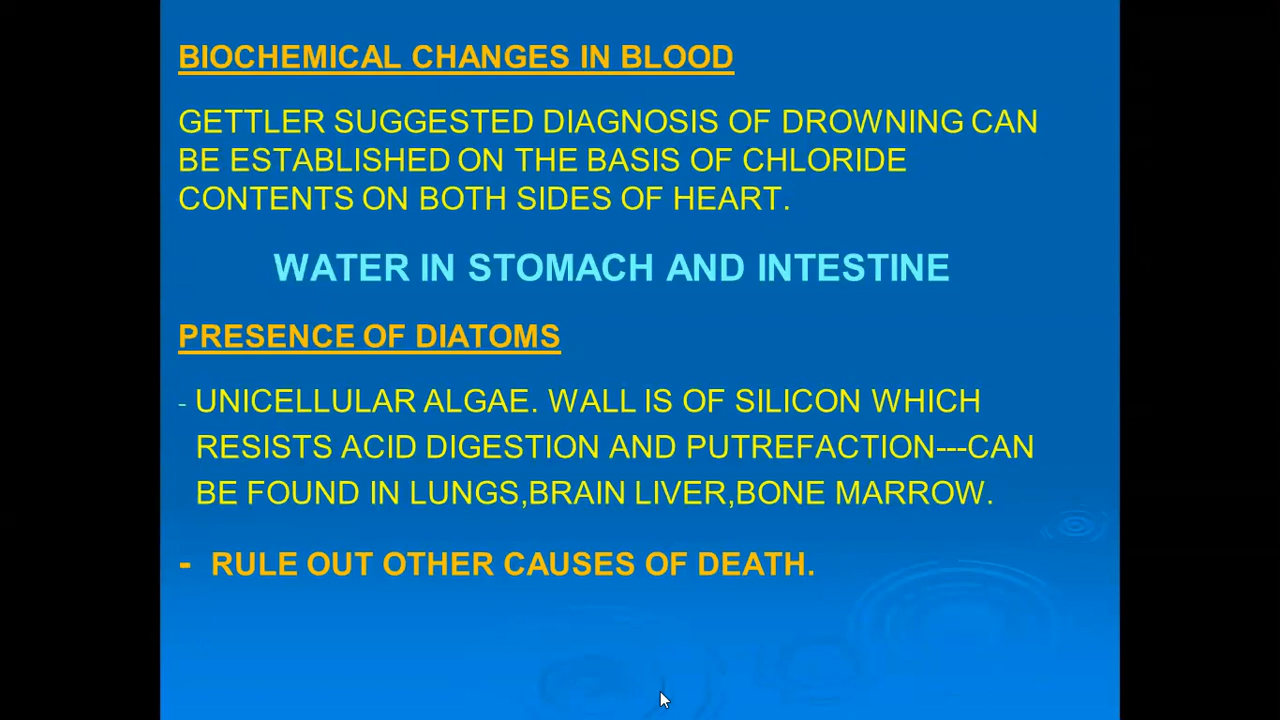 BIOCHEMICAL CHANGES IN BLOOD
GETTLER SUGGESTED DIAGNOSIS OF DROWNING CAN
BE ESTABLISHED ON THE BASIS OF CHLORIDE
CONTENTS ON BOTH SIDES OF HEART.
WATER IN STOMACH AND INTESTINE
PRESENCE OF DIATOMS
- UNICELLULAR ALGAE. WALL IS OF SILICON WHICH
RESISTS ACID DIGESTION AND PUTREFACTION---CAN
BE FOUND IN LUNGS,BRAIN LIVER,BONE MARROW.
- RULE OUT OTHER CAUSES OF DEATH.